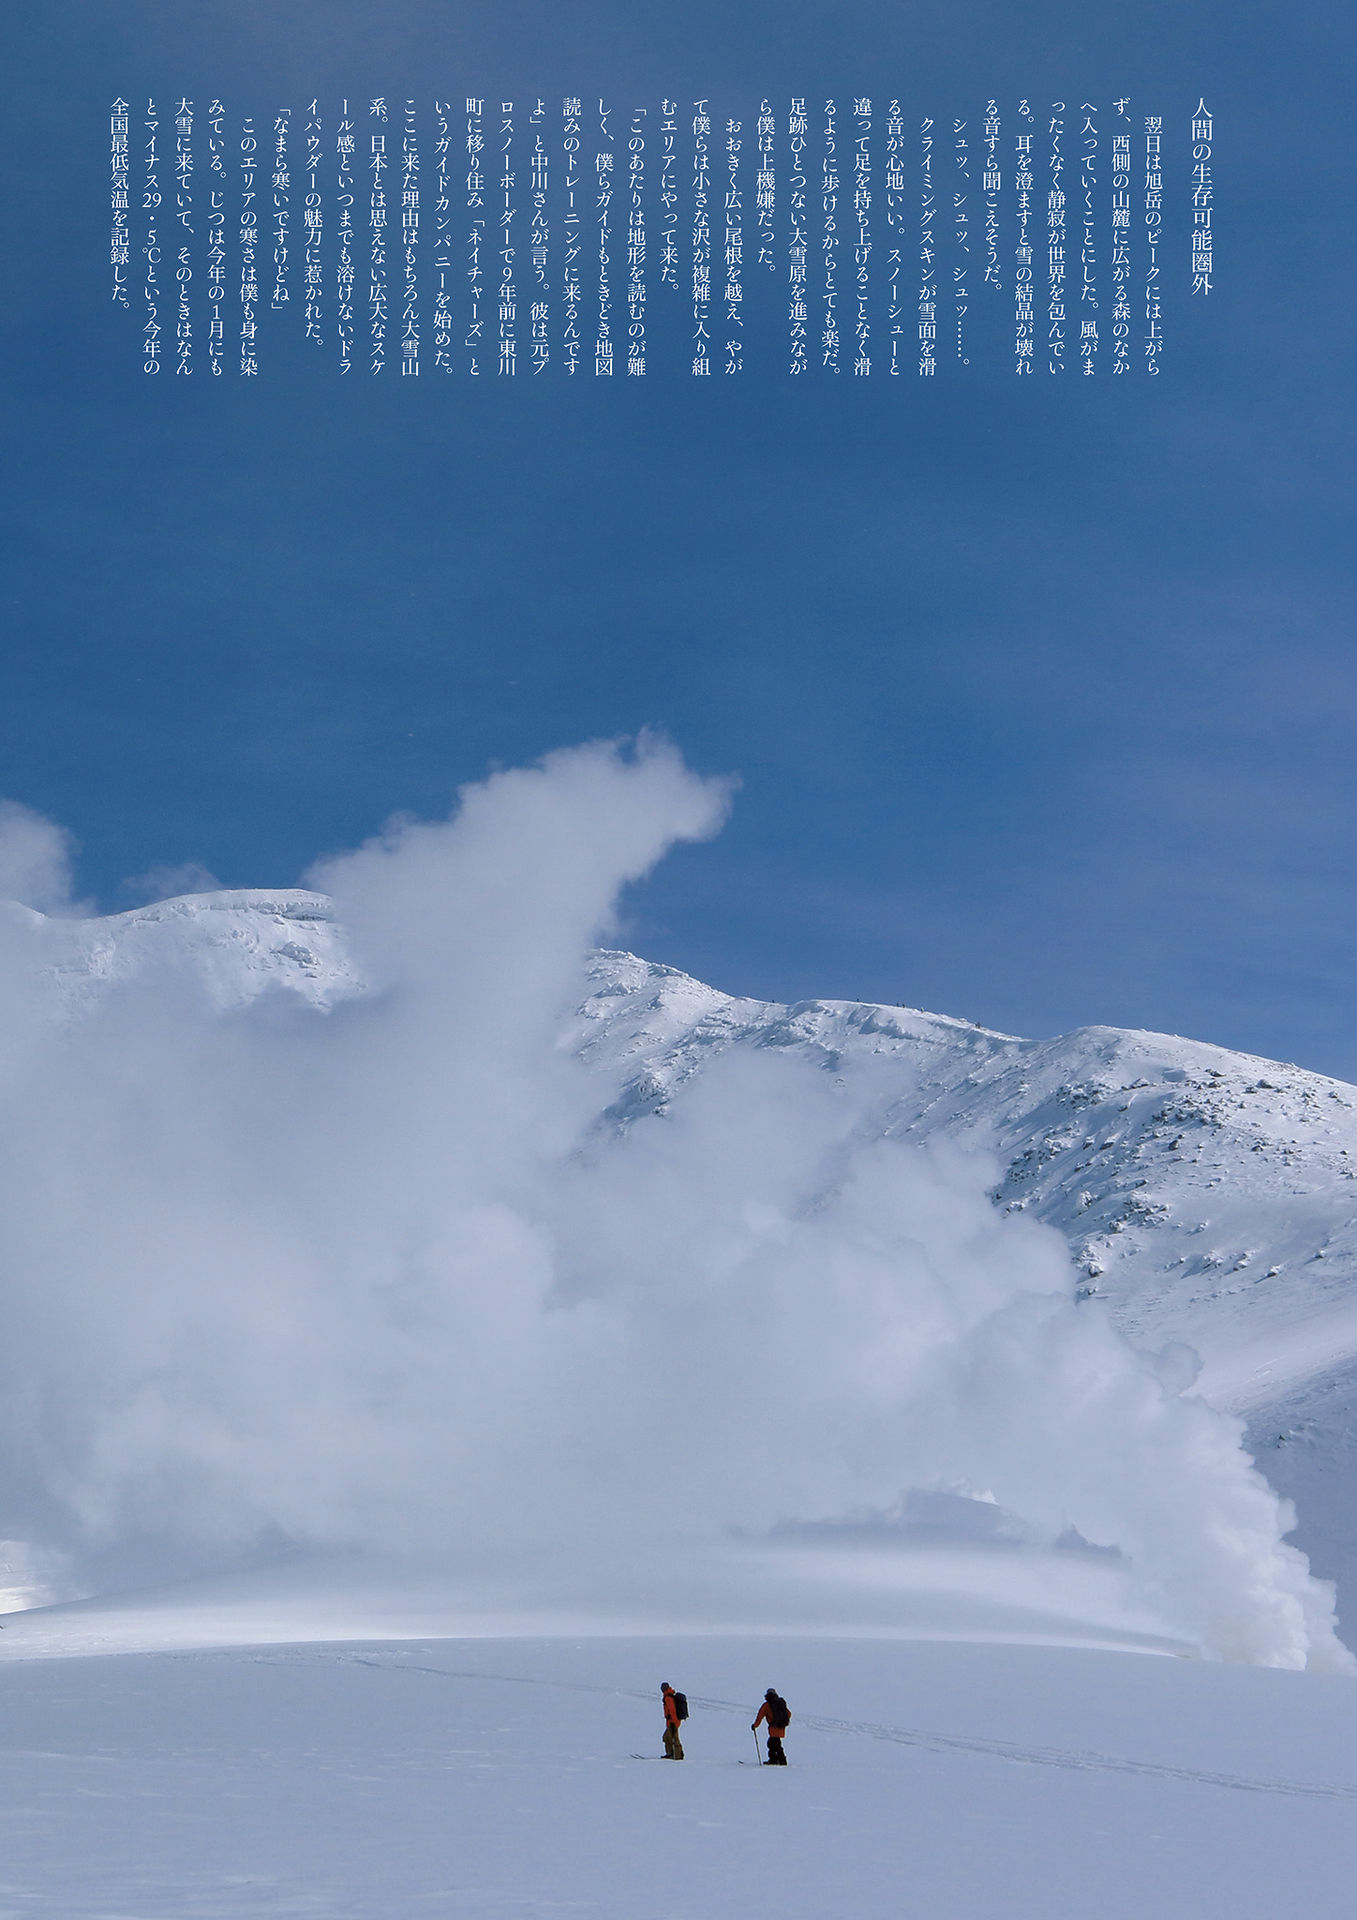 人間の生存可能圏外
　翌日は旭岳のピークには上がら
ず、西側の山麓に広がる森のなか
へ入っていくことにした。風がま
ったくなく静寂が世界を包んでい
る。耳を澄ますと雪の結晶が壊れ
る音すら聞こえそうだ。
　シュッ、シュッ、シュッ……。
　クライミングスキンが雪面を滑
る音が心地いい。スノーシューと
違って足を持ち上げることなく滑
るように歩けるからとても楽だ。
足跡ひとつない大雪原を進みなが
ら僕は上機嫌だった。
　おおきく広い尾根を越え、やが
て僕らは小さな沢が複雑に入り組
むエリアにやって来た。
「このあたりは地形を読むのが難
しく、僕らガイドもときどき地図
読みのトレーニングに来るんです
よ」と中川さんが言う。彼は元プ
ロスノーボーダーで９年前に東川
町に移り住み「ネイチャーズ」と
いうガイドカンパニーを始めた。
ここに来た理由はもちろん大雪山
系。日本とは思えない広大なスケ
ール感といつまでも溶けないドラ
イパウダーの魅力に惹かれた。
「なまら寒いですけどね」
　このエリアの寒さは僕も身に染
みている。じつは今年の１月にも
大雪に来ていて、そのときはなん
とマイナス29・5℃という今年の
全国最低気温を記録した。